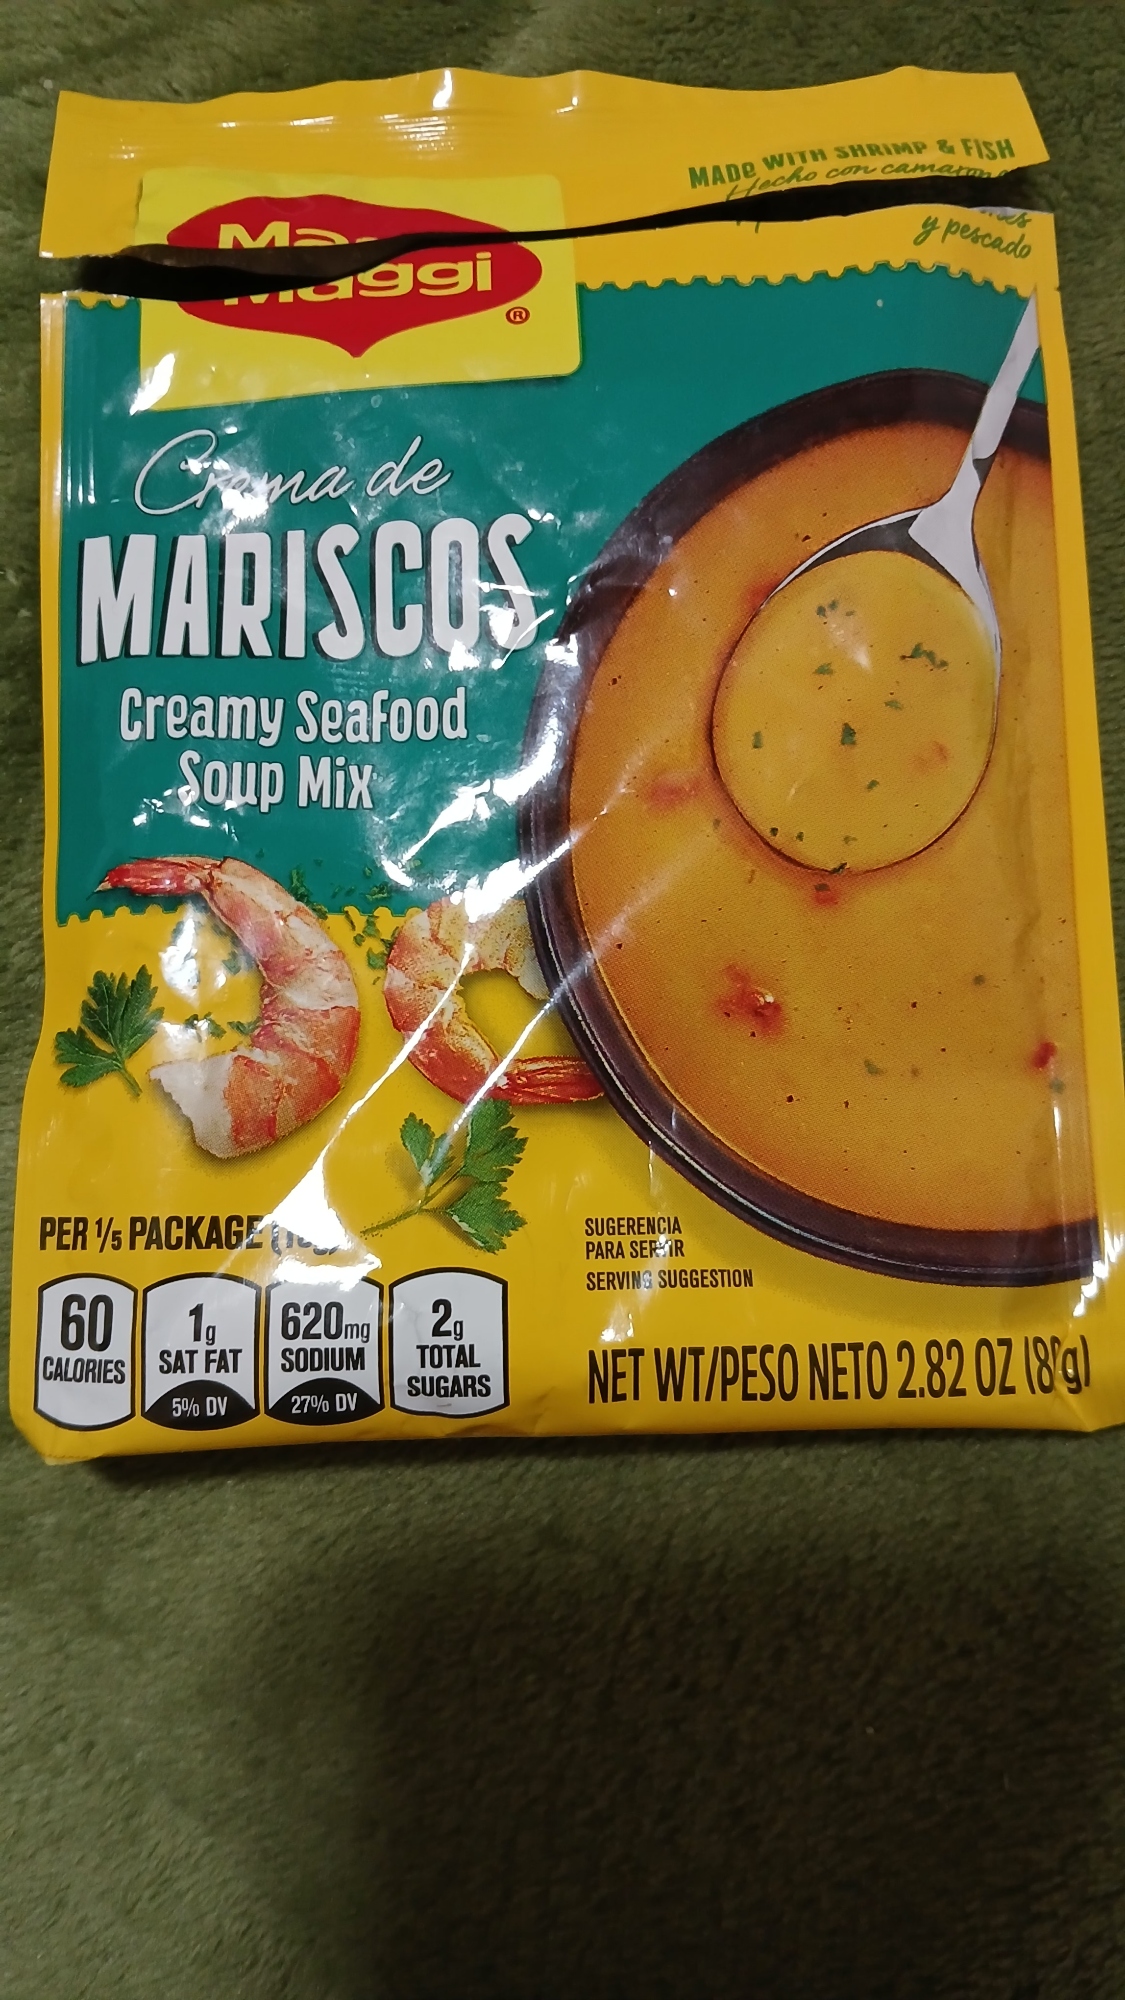 MADE WITH SHRIMP & FISH
Hecho con camarones
y pescado
Maggi
®
Crema de
MARISCOS
Creamy Seafood
Soup Mix
PER 1/5 PACKAGE
60
CALORIES
1g
SAT FAT
5% DV
620mg
SODIUM
27% DV
2g
TOTAL
SUGARS
SUGERENCIA
PARA SERVIR
SERVING SUGGESTION
NET WT/PESO NETO 2.82 OZ